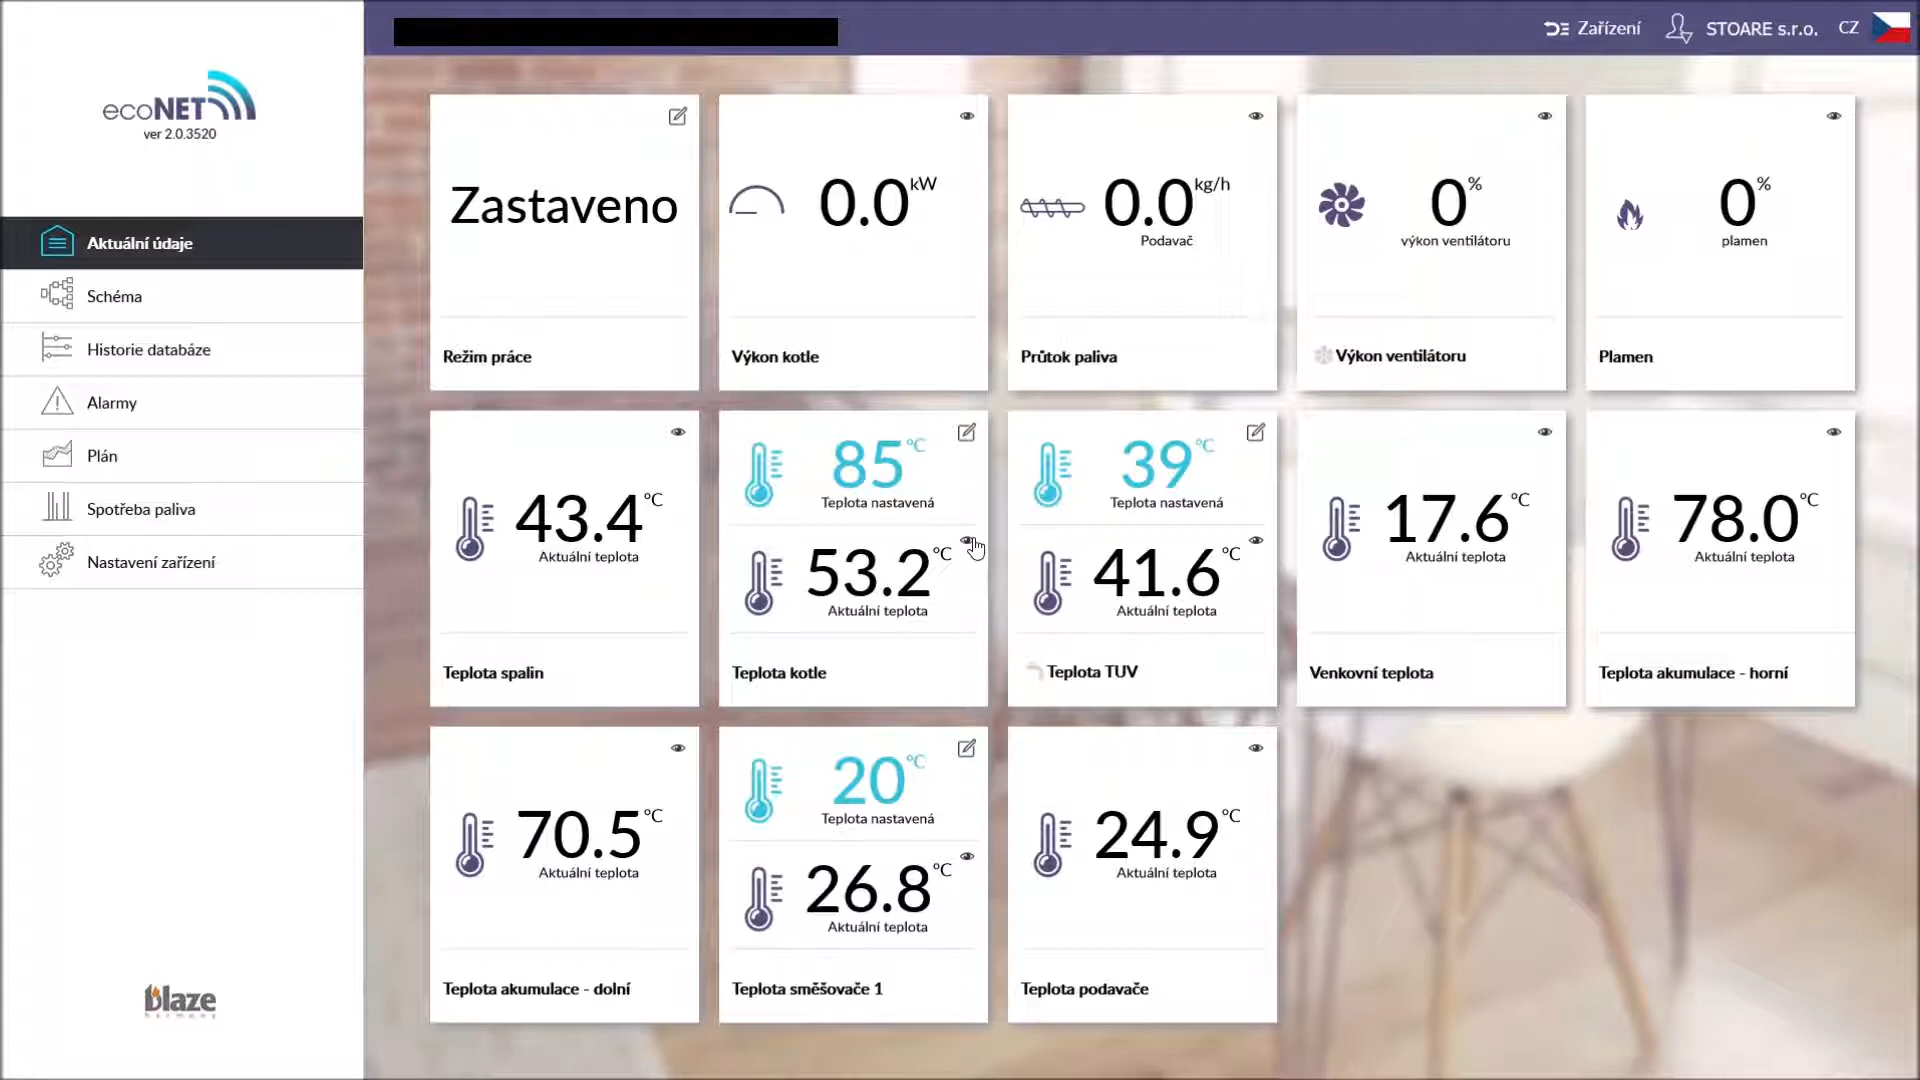 Zařízení
STOARE s.r.o.
CZ
ecoNET
ver 2.0.3520
Aktuální údaje
Schéma
Historie databáze
Alarmy
Plán
Spotřeba paliva
Nastavení zařízení
blaze
harmony
Zastaveno
Režim práce
0.0 kW
Výkon kotle
0.0 kg/h
Podavač
Průtok paliva
0 %
výkon ventilátoru
Výkon ventilátoru
0 %
plamen
Plamen
43.4 °C
Aktuální teplota
Teplota spalin
85 °C
Teplota nastavená
53.2 °C
Aktuální teplota
Teplota kotle
39 °C
Teplota nastavená
41.6 °C
Aktuální teplota
Teplota TUV
17.6 °C
Aktuální teplota
Venkovní teplota
78.0 °C
Aktuální teplota
Teplota akumulace - horní
70.5 °C
Aktuální teplota
Teplota akumulace - dolní
20 °C
Teplota nastavená
26.8 °C
Aktuální teplota
Teplota směšovače 1
24.9 °C
Aktuální teplota
Teplota podavače